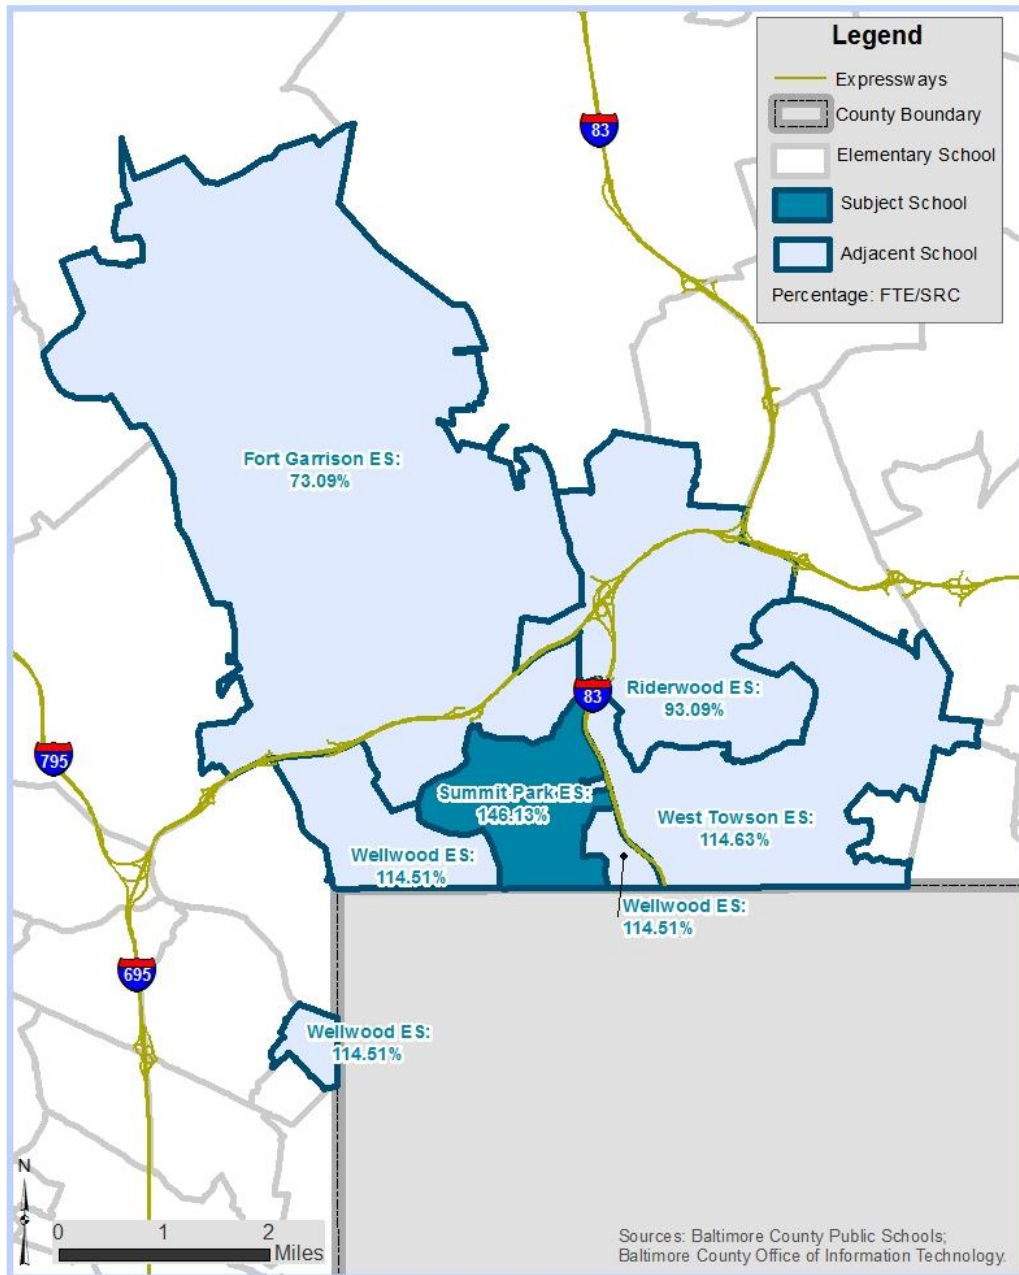 Legend
Expressways
County Boundary
Elementary School
Subject School
Adjacent School
Percentage: FTE/SRC
83
Fort Garrison ES:
73.09%
83
Riderwood ES:
93.09%
795
Summit Park ES:
146.13%
West Towson ES:
114.63%
Wellwood ES:
114.51%
Wellwood ES:
114.51%
695
Wellwood ES:
114.51%
N
0 1 2
Miles
Sources: Baltimore County Public Schools;
Baltimore County Office of Information Technology.